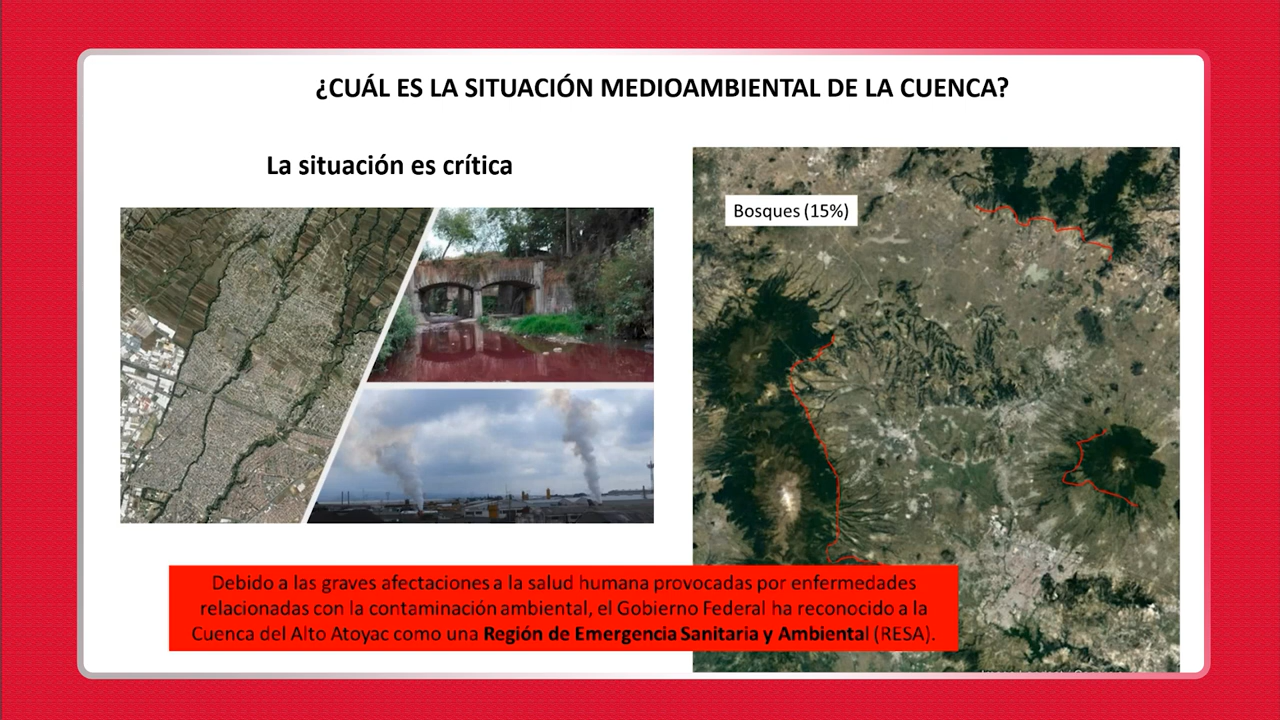 ¿CUÁL ES LA SITUACIÓN MEDIOAMBIENTAL DE LA CUENCA?
La situación es crítica
Bosques (15%)
Debido a las graves afectaciones a la salud humana provocadas por enfermedades
relacionadas con la contaminación ambiental, el Gobierno Federal ha reconocido a la
Cuenca del Alto Atoyac como una Región de Emergencia Sanitaria y Ambiental (RESA).